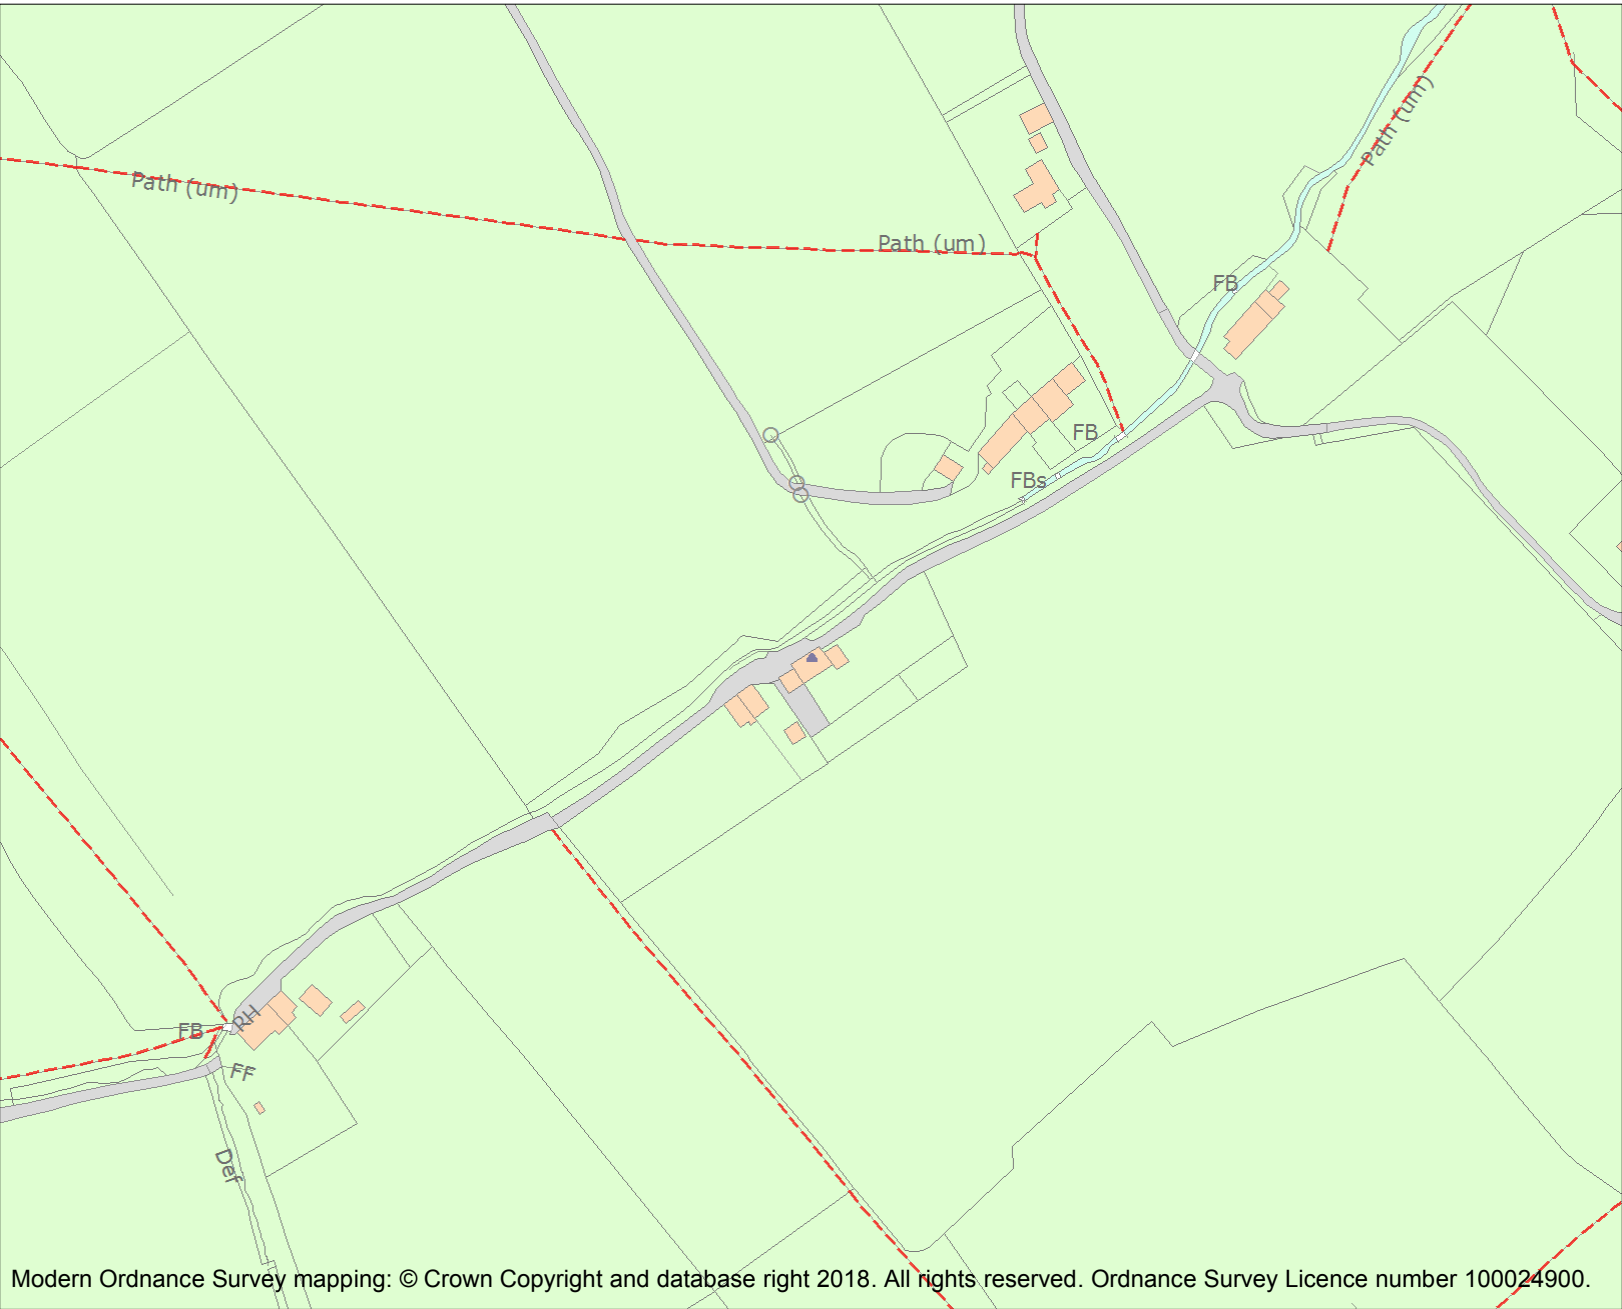 Path (um)
Path (um)
Path (um)
FB
FB
FBs
RH
FB
FF
Def
Modern Ordnance Survey mapping: © Crown Copyright and database right 2018. All rights reserved. Ordnance Survey Licence number 100024900.